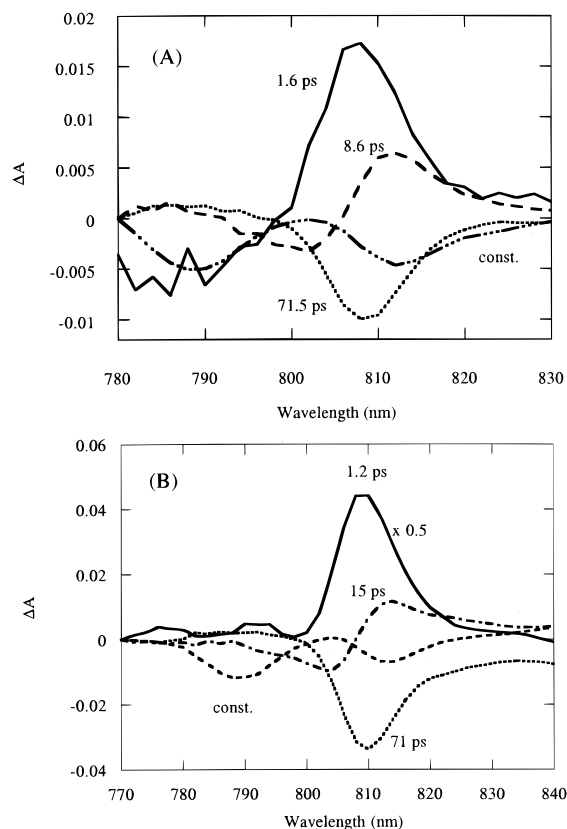 0.02
(A)
0.015
1.6 ps
0.01
8.6 ps
ΔA
0.005
0
const.
-0.005
71.5 ps
-0.01
780 790 800 810 820 830
Wavelength (nm)
0.06
(B)
1.2 ps
0.04
x 0.5
0.02
15 ps
ΔA
0
const.
-0.02
71 ps
-0.04
770 780 790 800 810 820 830 840
Wavelength (nm)